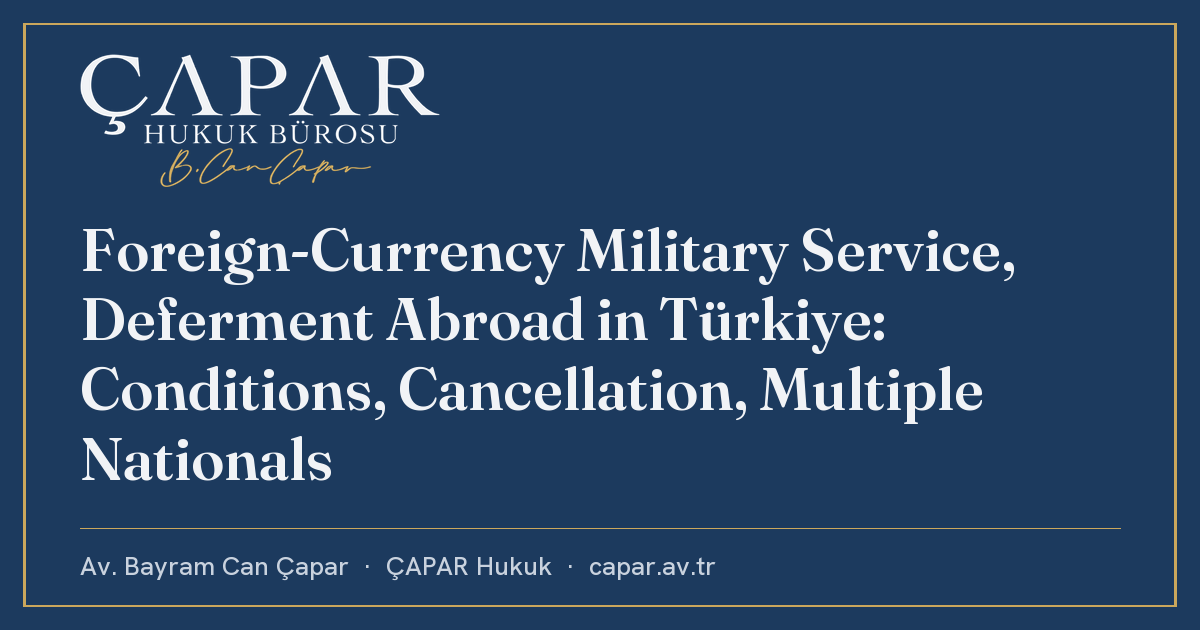 ÇAPAR
HUKUK BÜROSU
B.Can Çapar
Foreign-Currency Military Service,
Deferment Abroad in Türkiye:
Conditions, Cancellation, Multiple
Nationals
Av. Bayram Can Çapar · ÇAPAR Hukuk · capar.av.tr